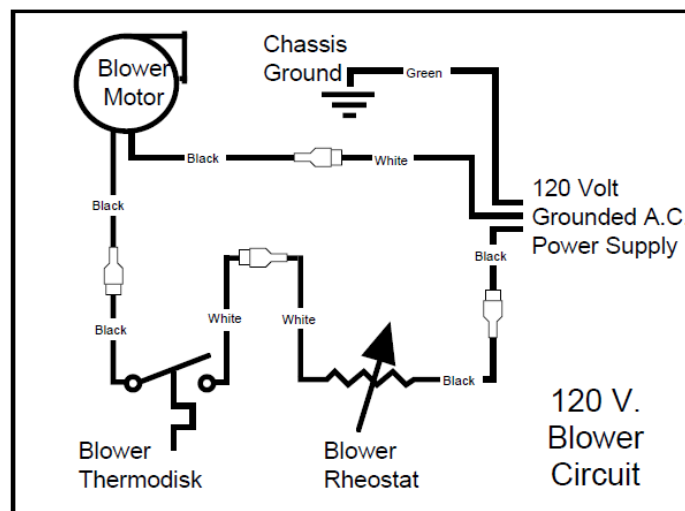 Blower
Motor
Chassis
Ground
Green
Black
White
Black
120 Volt
Grounded A.C.
Power Supply
Black
Black
White
White
Black
Blower
Thermodisk
Blower
Rheostat
120 V.
Blower
Circuit